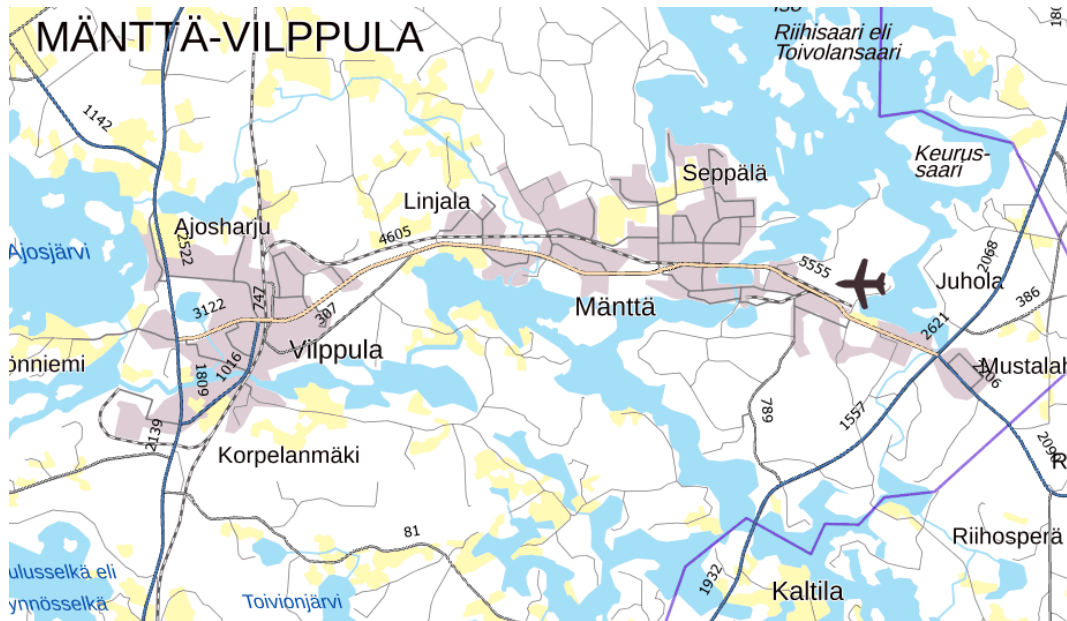 MÄNTTÄ-VILPPULA
Riihisaari eli
Toivolansaari
180
1142
Keurus-
saari
Seppälä
Linjala
Ajosharju
4605
2522
Ajosjärvi
5555
2068
Juhola
386
747
3122
307
Mänttä
2621
Vilppula
önniemi
1016
1809
Mustalah
1206
789
1557
2139
2090
Korpelanmäki
R
81
Riihosperä
ulusselkä eli
ynnösselkä
Toivionjärvi
1932
Kaltila